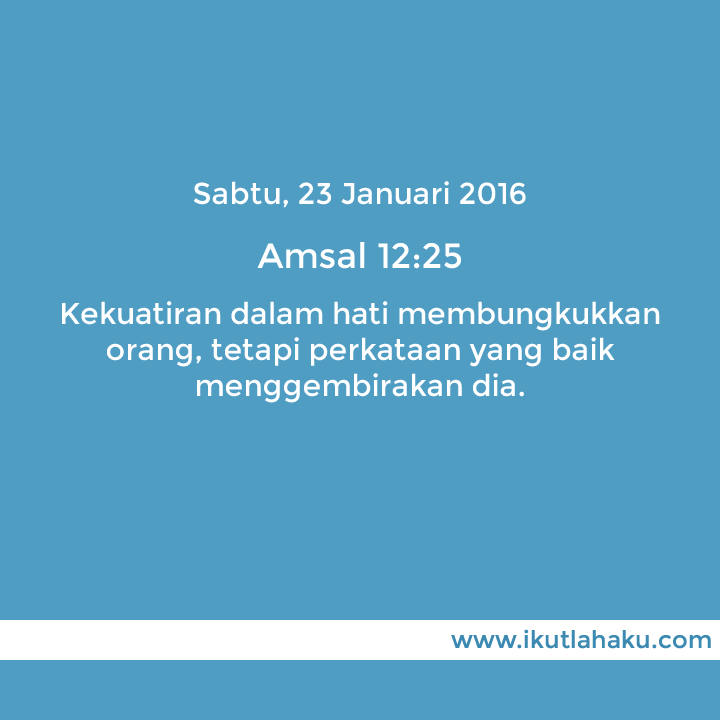 Sabtu, 23 Januari 2016
Amsal 12:25
Kekuatiran dalam hati membungkukkan
orang, tetapi perkataan yang baik
menggembirakan dia.
www.ikutlahaku.com